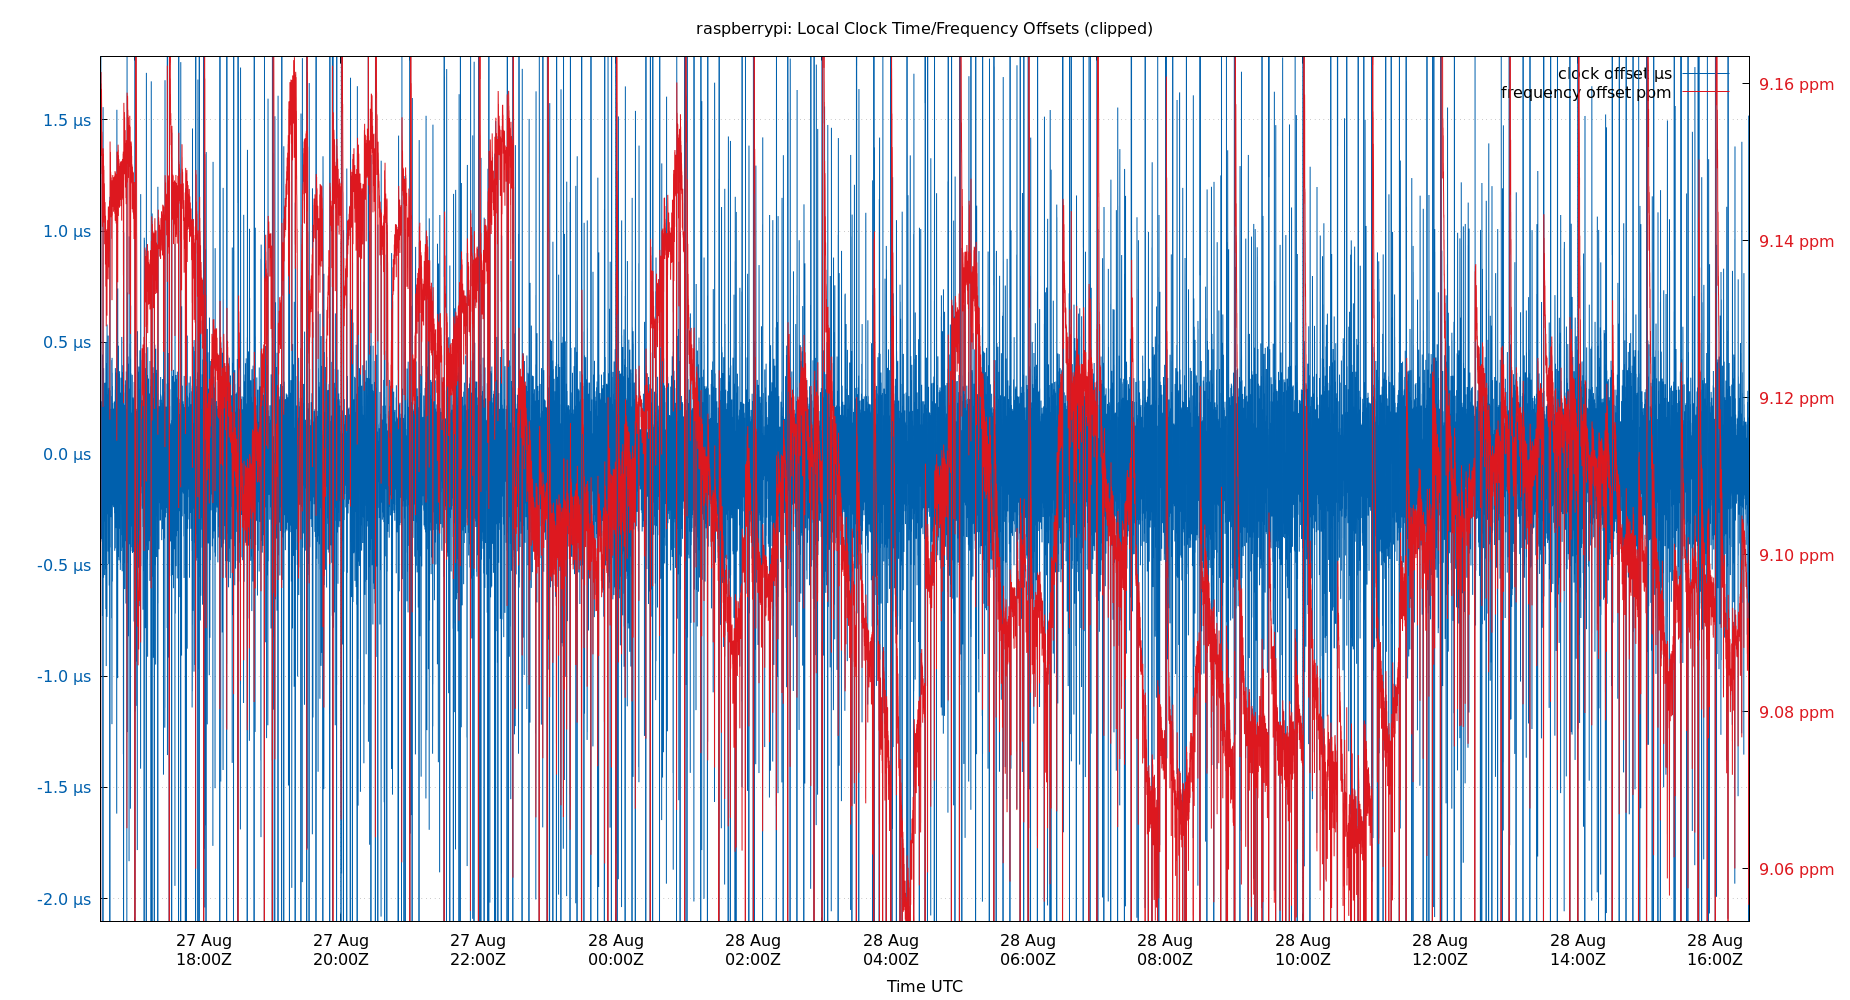 raspberrypi: Local Clock Time/Frequency Offsets (clipped)
clock offset µs
frequency offset ppm
1.5 µs
1.0 µs
0.5 µs
0.0 µs
-0.5 µs
-1.0 µs
-1.5 µs
-2.0 µs
9.16 ppm
9.14 ppm
9.12 ppm
9.10 ppm
9.08 ppm
9.06 ppm
27 Aug 27 Aug 27 Aug 28 Aug 28 Aug 28 Aug 28 Aug 28 Aug 28 Aug 28 Aug 28 Aug 28 Aug
18:00Z 20:00Z 22:00Z 00:00Z 02:00Z 04:00Z 06:00Z 08:00Z 10:00Z 12:00Z 14:00Z 16:00Z
Time UTC